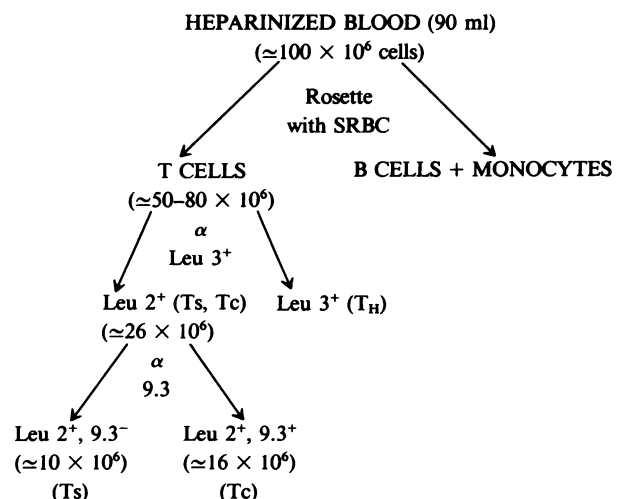 HEPARINIZED BLOOD (90 ml)
(≃100 × 10⁶ cells)
Rosette
with SRBC
T CELLS B CELLS + MONOCYTES
(≃50–80 × 10⁶)
α
Leu 3⁺
Leu 2⁺ (Ts, Tc) Leu 3⁺ (T_H)
(≃26 × 10⁶)
α
9.3
Leu 2⁺, 9.3⁻ Leu 2⁺, 9.3⁺
(≃10 × 10⁶) (≃16 × 10⁶)
(Ts) (Tc)